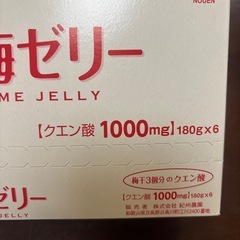 NOUEN
梅ゼリー
ME JELLY
【クエン酸 1000mg】180g×6
ゼリー
JELLY
梅干3個分のクエン酸
【クエン酸 1000mg】180g×6
販売者 株式会社 紀州農園